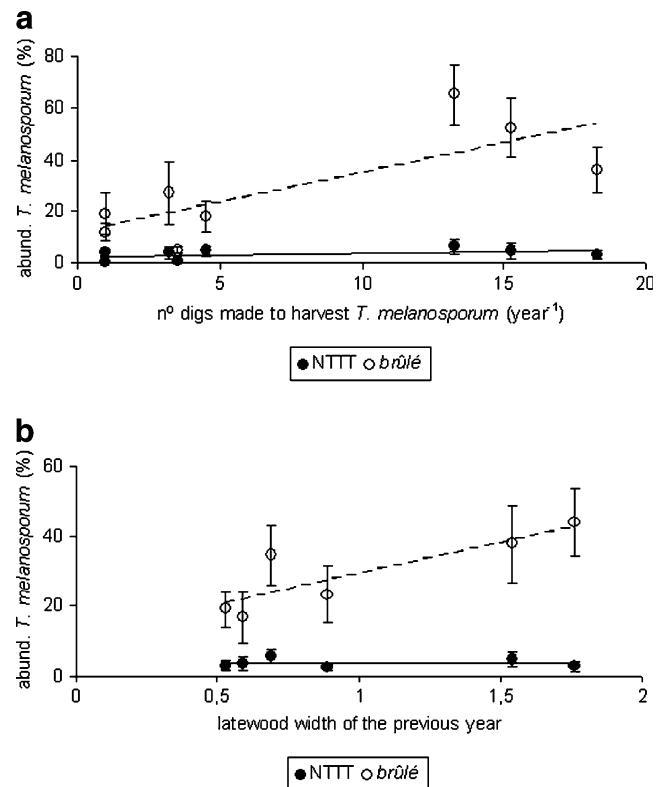 a
abund. T. melanosporum (%)
80
60
40
20
0
0 5 10 15 20
nº digs made to harvest T. melanosporum (year⁻¹)
NTTT brûlé
b
abund. T. melanosporum (%)
60
40
20
0
0 0,5 1 1,5 2
latewood width of the previous year
NTTT brûlé